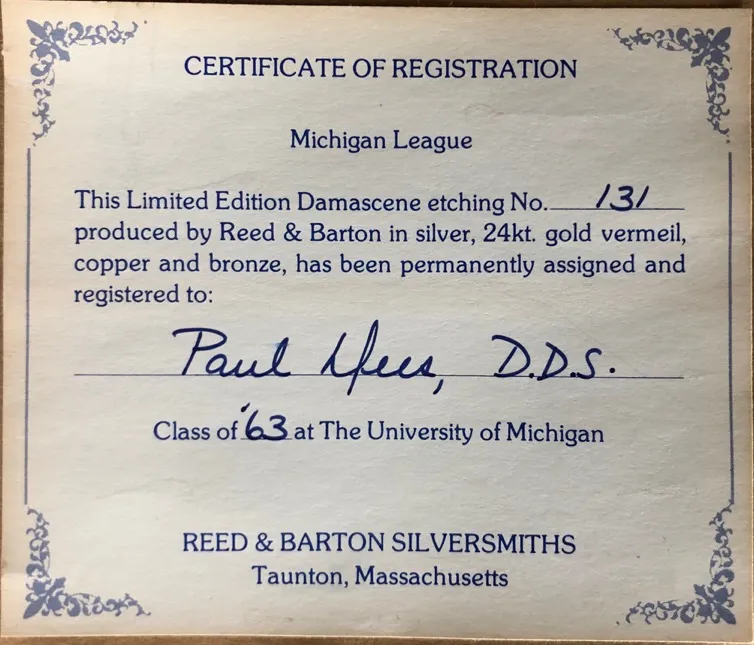 CERTIFICATE OF REGISTRATION
Michigan League
This Limited Edition Damascene etching No. 131
produced by Reed & Barton in silver, 24kt. gold vermeil,
copper and bronze, has been permanently assigned and
registered to:
Paul D.D.S.
Class of '63 at The University of Michigan
REED & BARTON SILVERSMITHS
Taunton, Massachusetts